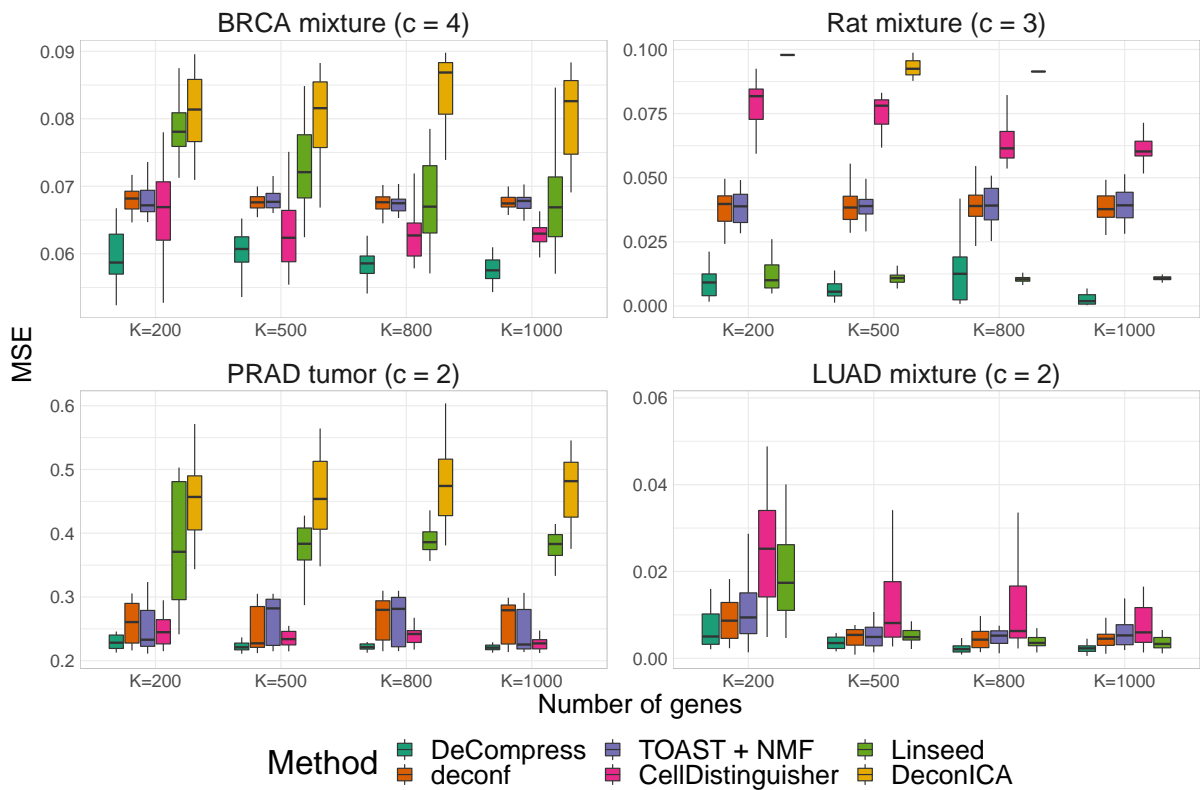 BRCA mixture (c = 4)
Rat mixture (c = 3)
0.09
0.08
0.07
0.06
0.100
0.075
0.050
0.025
0.000
K=200 K=500 K=800 K=1000
K=200 K=500 K=800 K=1000
MSE
PRAD tumor (c = 2)
LUAD mixture (c = 2)
0.6
0.5
0.4
0.3
0.2
0.06
0.04
0.02
0.00
K=200 K=500 K=800 K=1000
K=200 K=500 K=800 K=1000
Number of genes
Method
DeCompress TOAST + NMF Linseed
deconf CellDistinguisher DeconICA